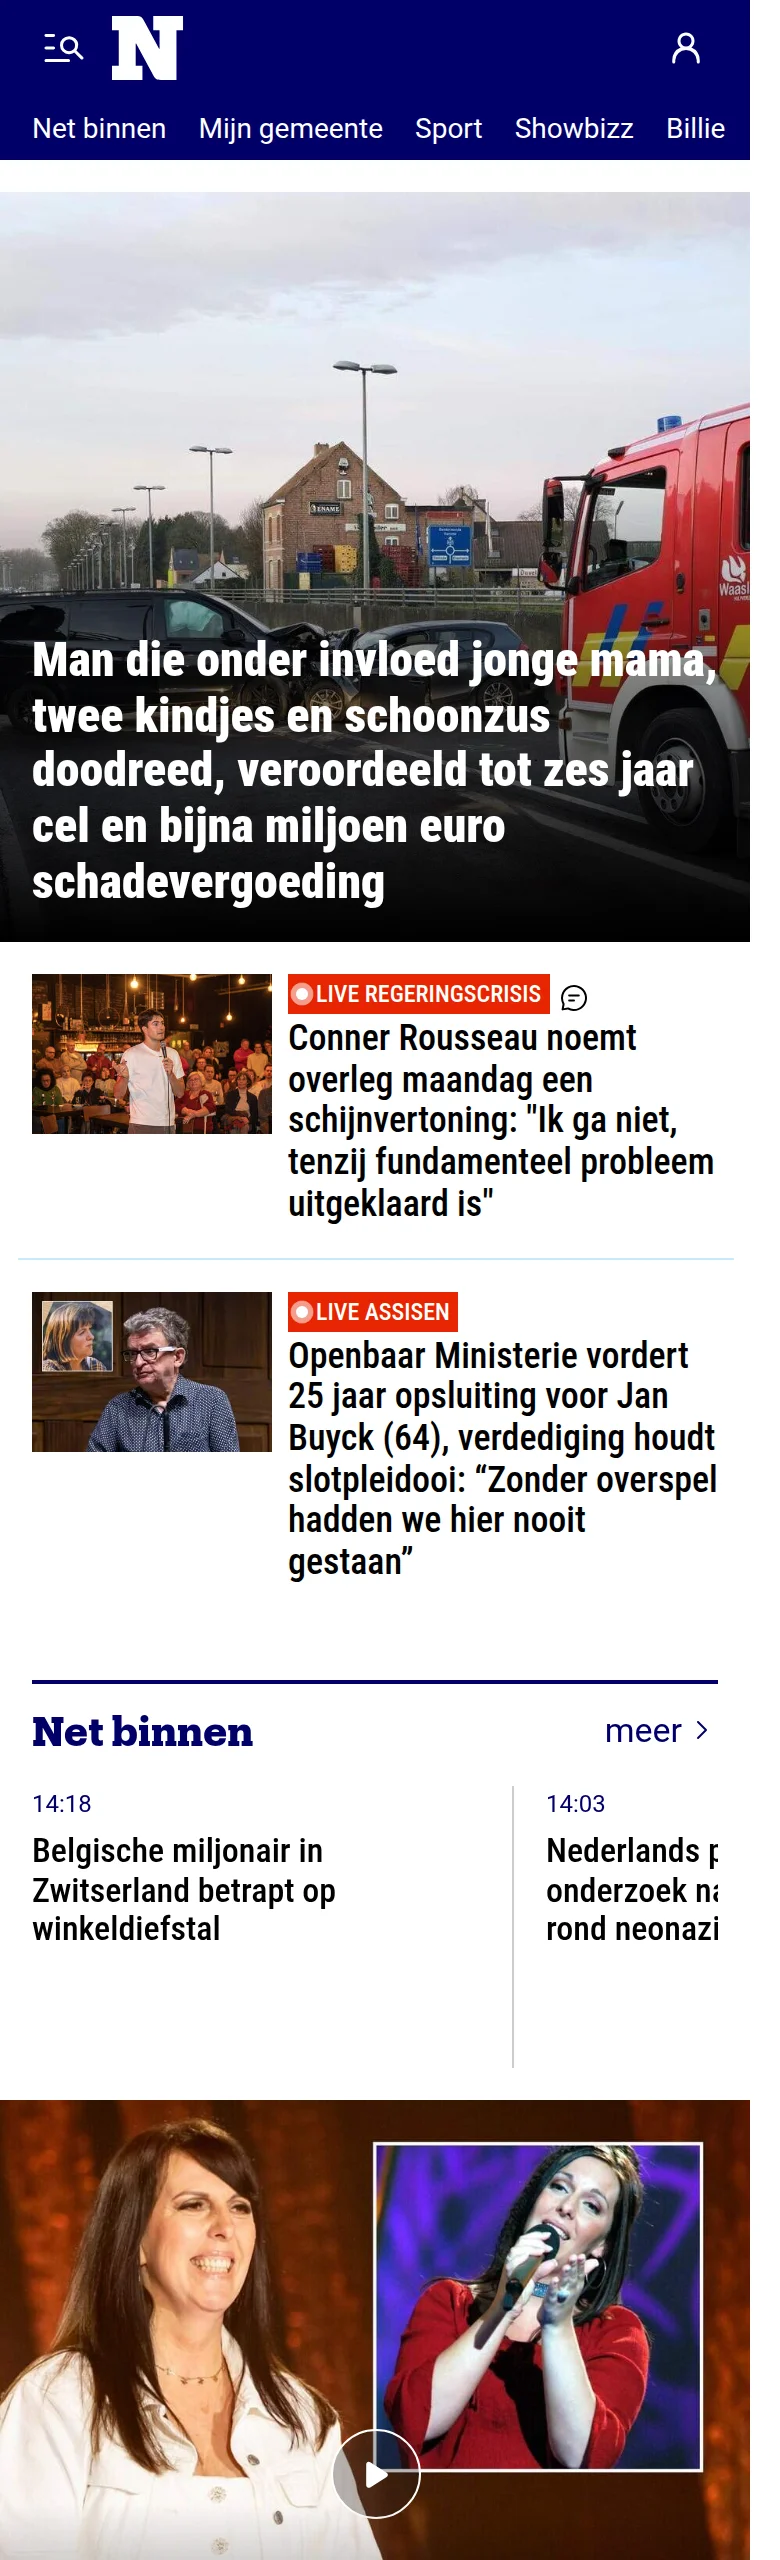 N
Net binnen Mijn gemeente Sport Showbizz Billie
ENAME
Man die onder invloed jonge mama,
twee kindjes en schoonzus
doodreed, veroordeeld tot zes jaar
cel en bijna miljoen euro
schadevergoeding
LIVE REGERINGSCRISIS
Conner Rousseau noemt
overleg maandag een
schijnvertoning: "Ik ga niet,
tenzij fundamenteel probleem
uitgeklaard is"
LIVE ASSISEN
Openbaar Ministerie vordert
25 jaar opsluiting voor Jan
Buyck (64), verdediging houdt
slotpleidooi: “Zonder overspel
hadden we hier nooit
gestaan”
Net binnen
meer
14:18
Belgische miljonair in
Zwitserland betrapt op
winkeldiefstal
14:03
Nederlands
onderzoek
rond neonazi